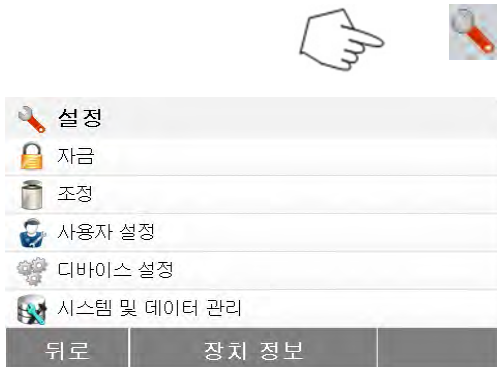 설정
자금
조정
사용자 설정
디바이스 설정
시스템 및 데이터 관리
뒤로 장치 정보